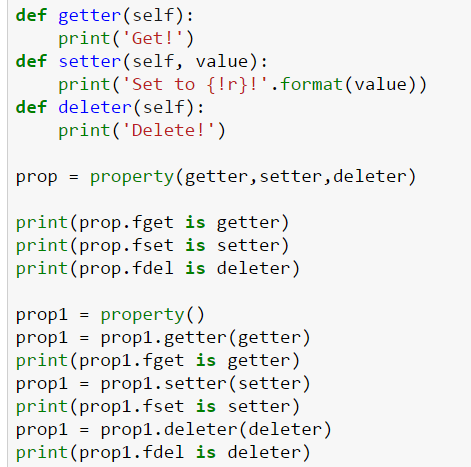 def getter(self):
    print('Get!')
def setter(self, value):
    print('Set to {!r}!'.format(value))
def deleter(self):
    print('Delete!')

prop = property(getter,setter,deleter)

print(prop.fget is getter)
print(prop.fset is setter)
print(prop.fdel is deleter)

prop1 = property()
prop1 = prop1.getter(getter)
print(prop1.fget is getter)
prop1 = prop1.setter(setter)
print(prop1.fset is setter)
prop1 = prop1.deleter(deleter)
print(prop1.fdel is deleter)